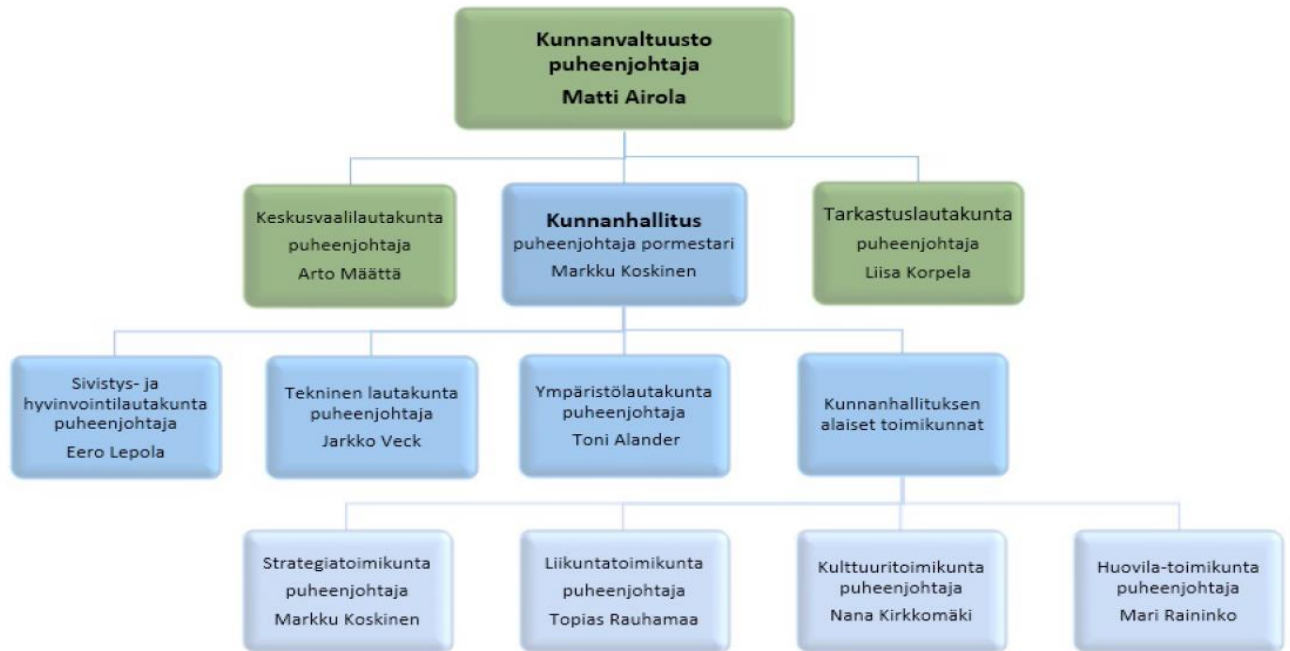 Kunnanvaltuusto
puheenjohtaja
Matti Airola
Keskusvaalilautakunta
puheenjohtaja
Arto Määttä
Kunnanhallitus
puheenjohtaja pormestari
Markku Koskinen
Tarkastuslautakunta
puheenjohtaja
Liisa Korpela
Sivistys- ja
hyvinvointilautakunta
puheenjohtaja
Eero Lepola
Tekninen lautakunta
puheenjohtaja
Jarkko Veck
Ympäristölautakunta
puheenjohtaja
Toni Alander
Kunnanhallituksen
alaiset toimikunnat
Strategiatoimikunta
puheenjohtaja
Markku Koskinen
Liikuntatoimikunta
puheenjohtaja
Topias Rauhamaa
Kulttuuritoimikunta
puheenjohtaja
Nana Kirkkomäki
Huovila-toimikunta
puheenjohtaja
Mari Raininko